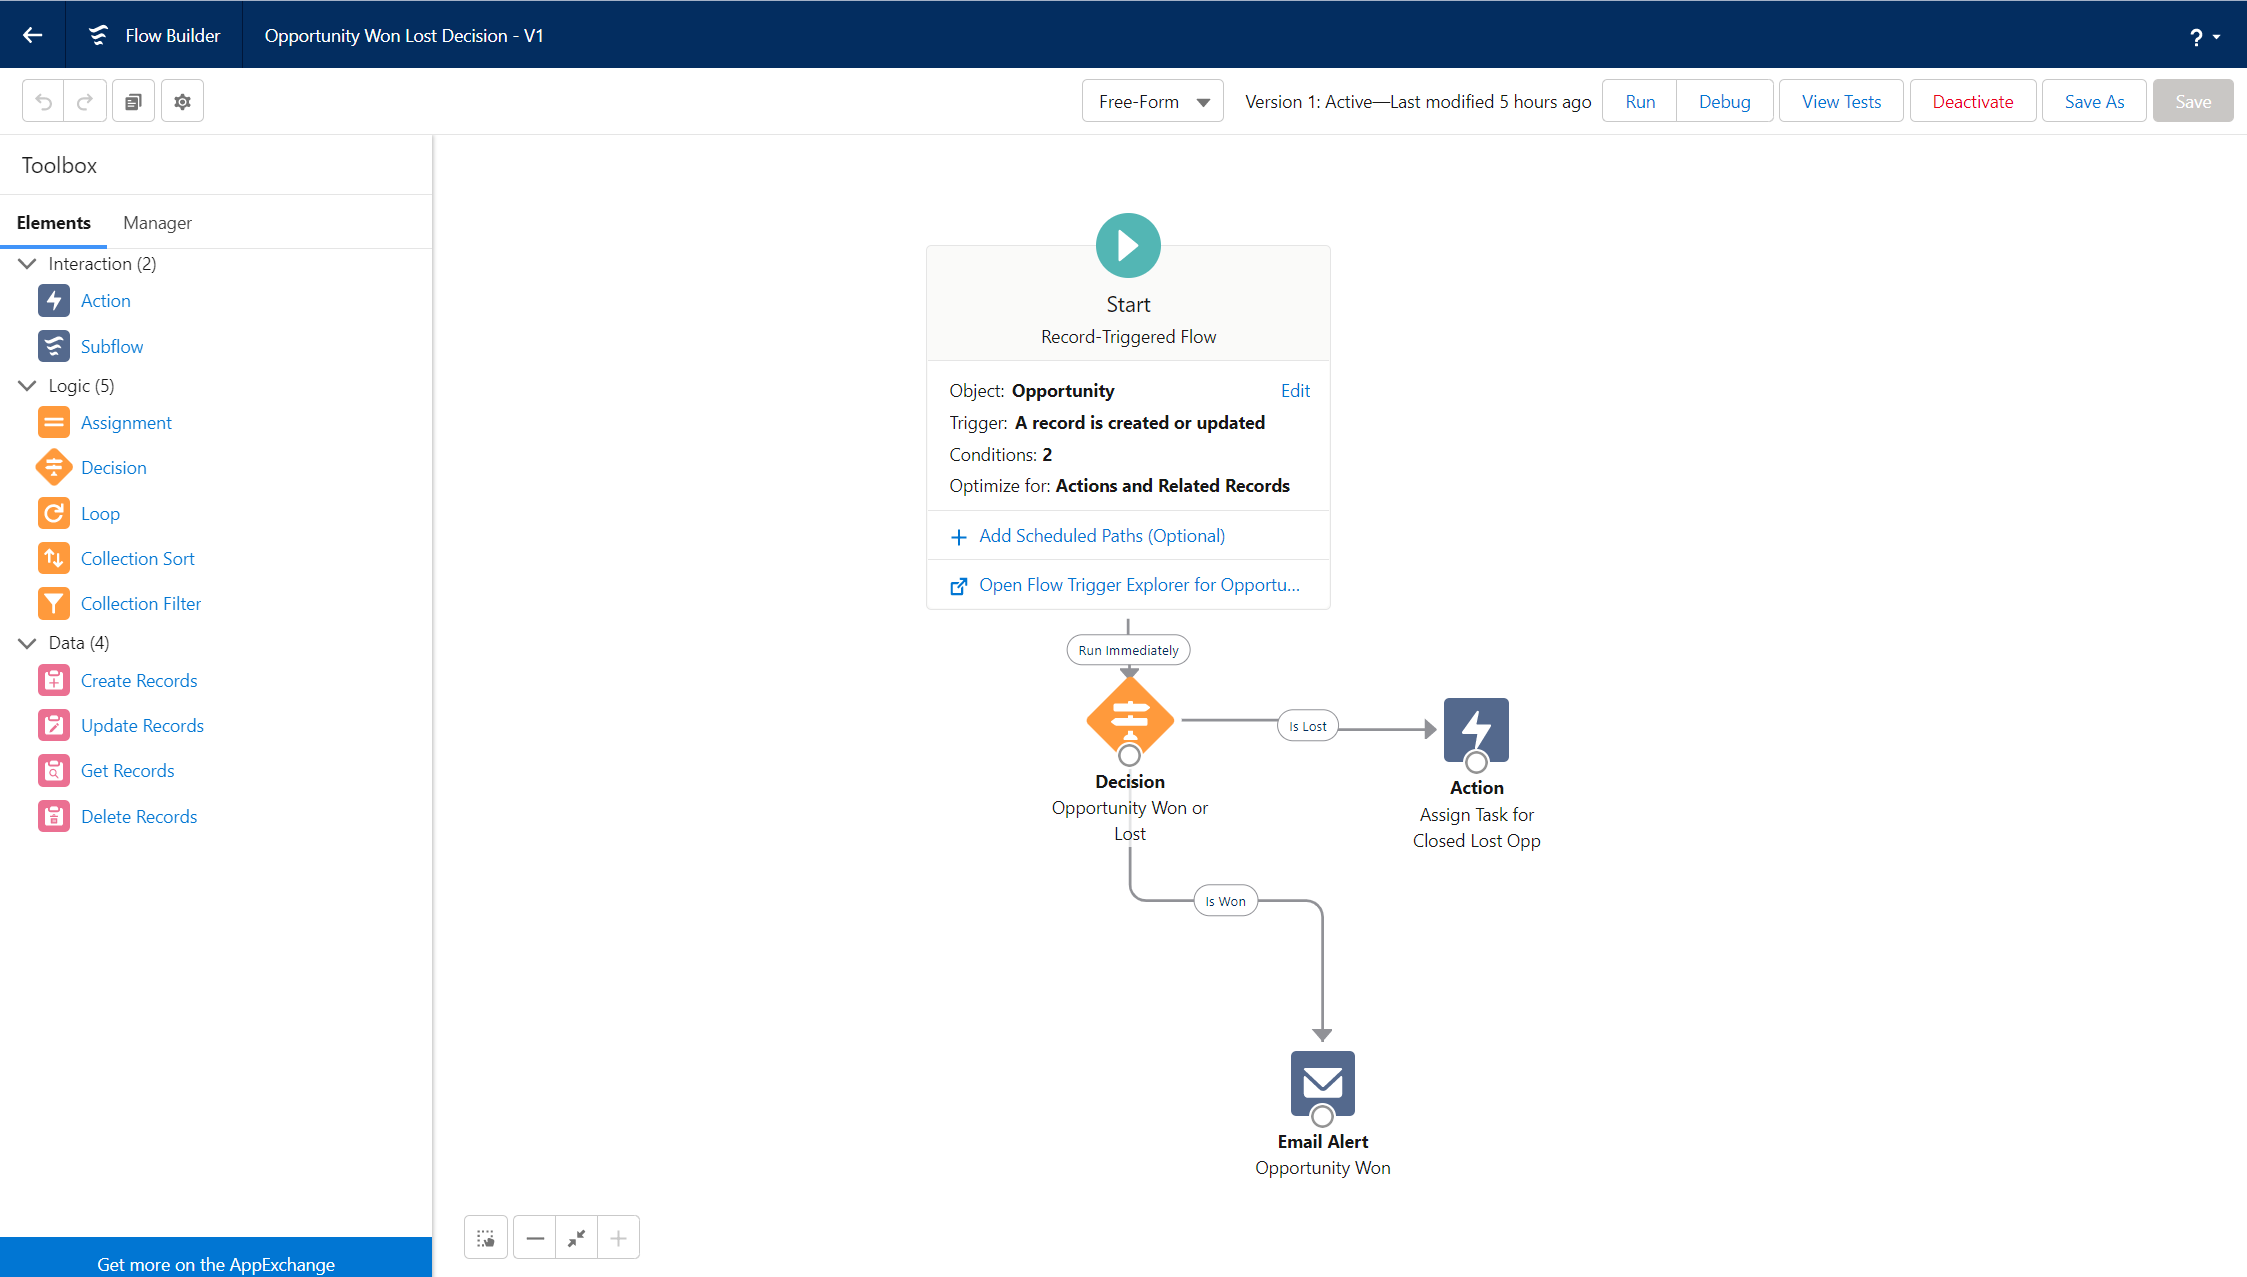 Flow Builder
Opportunity Won Lost Decision - V1
?
Free-Form
Version 1: Active—Last modified 5 hours ago
Run
Debug
View Tests
Deactivate
Save As
Save
Toolbox
Elements
Manager
Interaction (2)
Action
Subflow
Logic (5)
Assignment
Decision
Loop
Collection Sort
Collection Filter
Data (4)
Create Records
Update Records
Get Records
Delete Records
Get more on the AppExchange
Start
Record-Triggered Flow
Object: Opportunity
Edit
Trigger: A record is created or updated
Conditions: 2
Optimize for: Actions and Related Records
Add Scheduled Paths (Optional)
Open Flow Trigger Explorer for Opportu...
Run Immediately
Is Lost
Decision
Opportunity Won or
Lost
Action
Assign Task for
Closed Lost Opp
Is Won
Email Alert
Opportunity Won